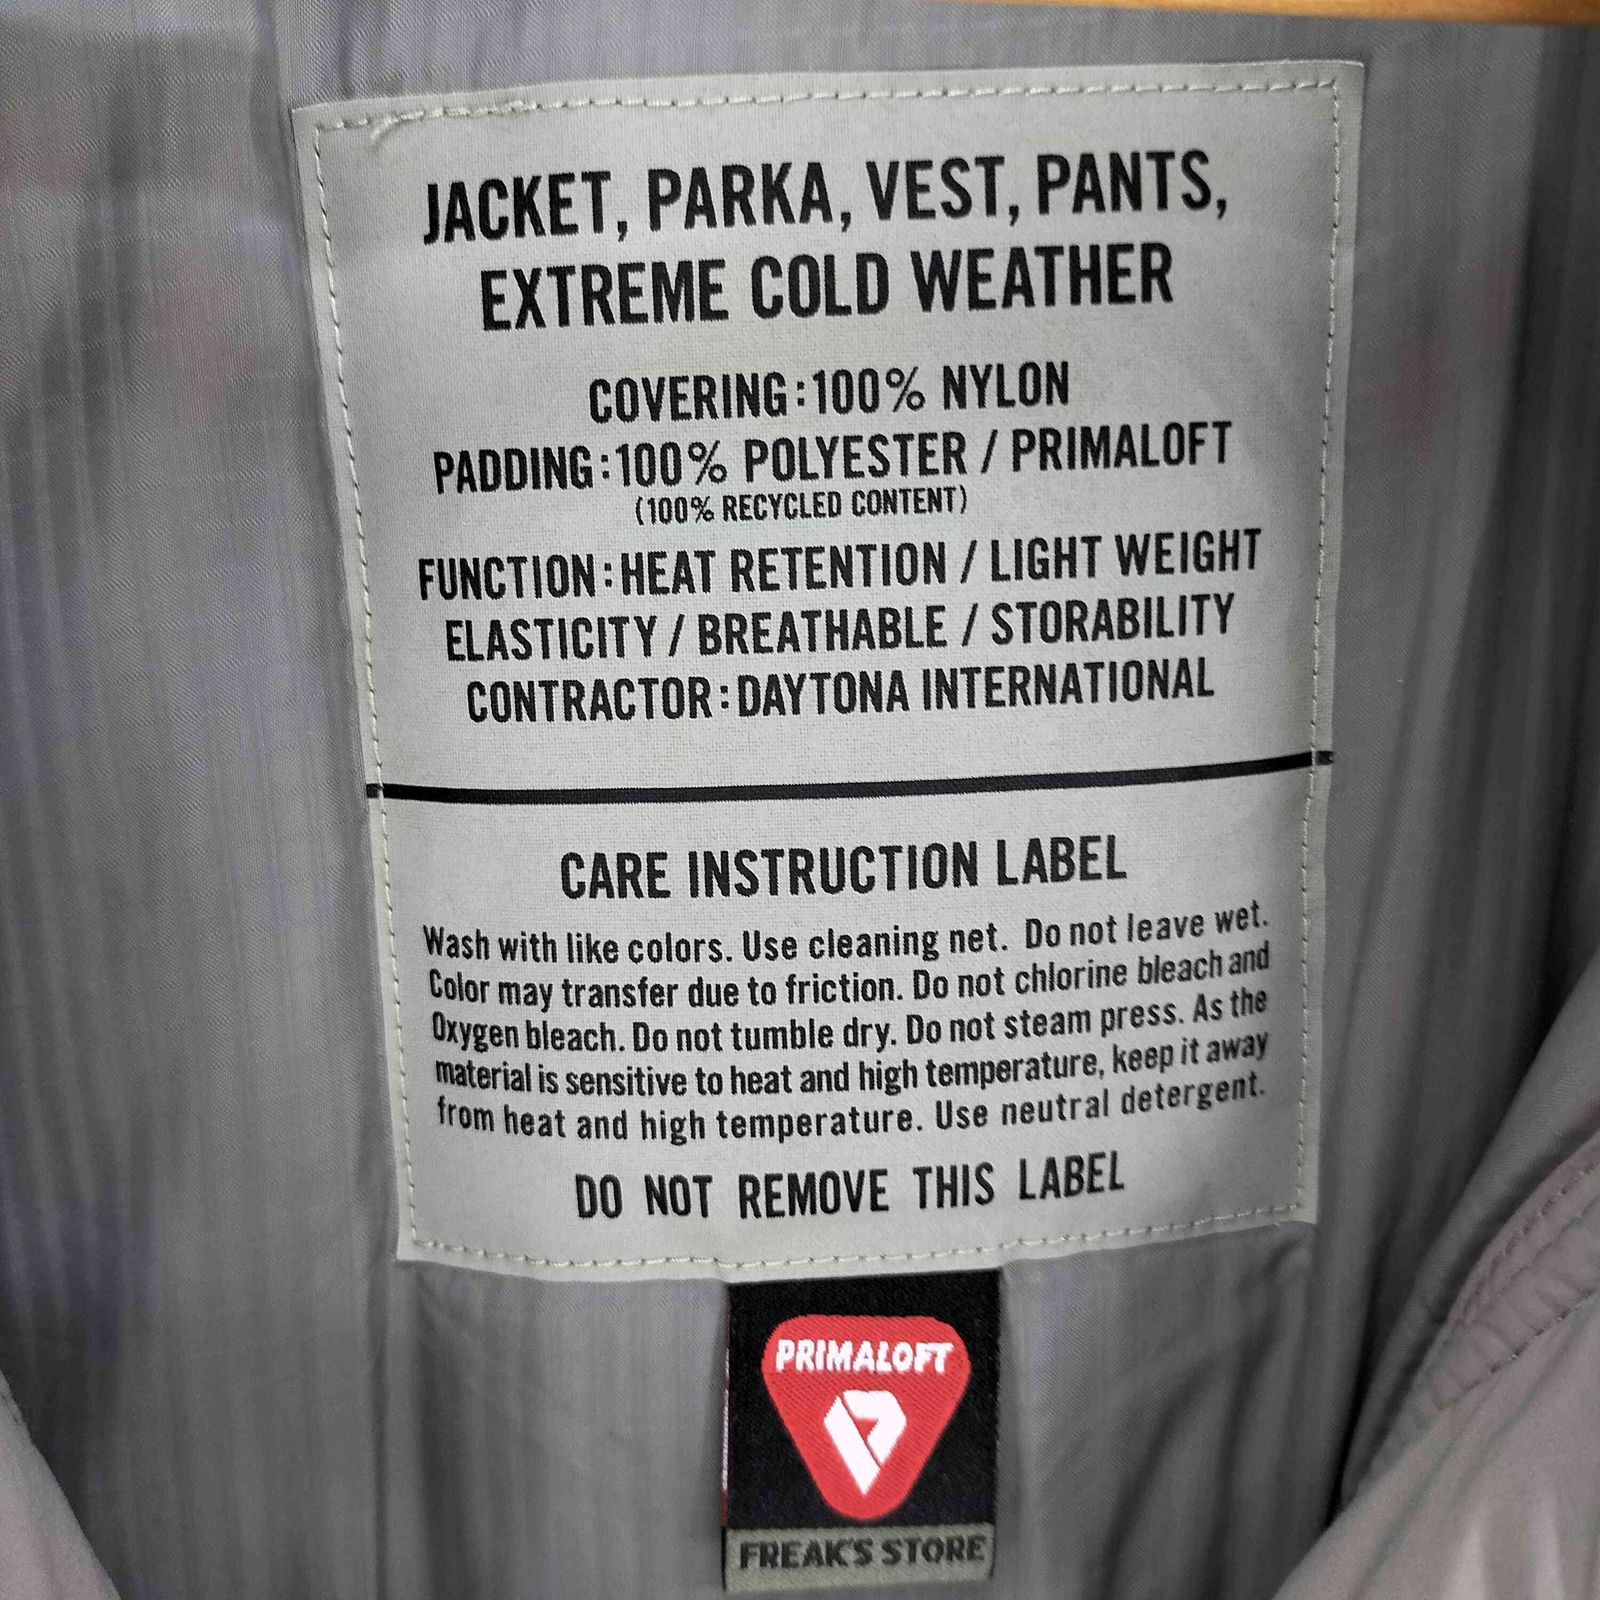 JACKET, PARKA, VEST, PANTS,
EXTREME COLD WEATHER
COVERING:100% NYLON
PADDING:100% POLYESTER / PRIMALOFT
(100% RECYCLED CONTENT)
FUNCTION:HEAT RETENTION / LIGHT WEIGHT
ELASTICITY / BREATHABLE / STORABILITY
CONTRACTOR:DAYTONA INTERNATIONAL
CARE INSTRUCTION LABEL
Wash with like colors. Use cleaning net. Do not leave wet.
Color may transfer due to friction. Do not chlorine bleach and
Oxygen bleach. Do not tumble dry. Do not steam press. As the
material is sensitive to heat and high temperature, keep it away
from heat and high temperature. Use neutral detergent.
DO NOT REMOVE THIS LABEL
PRIMALOFT
FREAK'S STORE